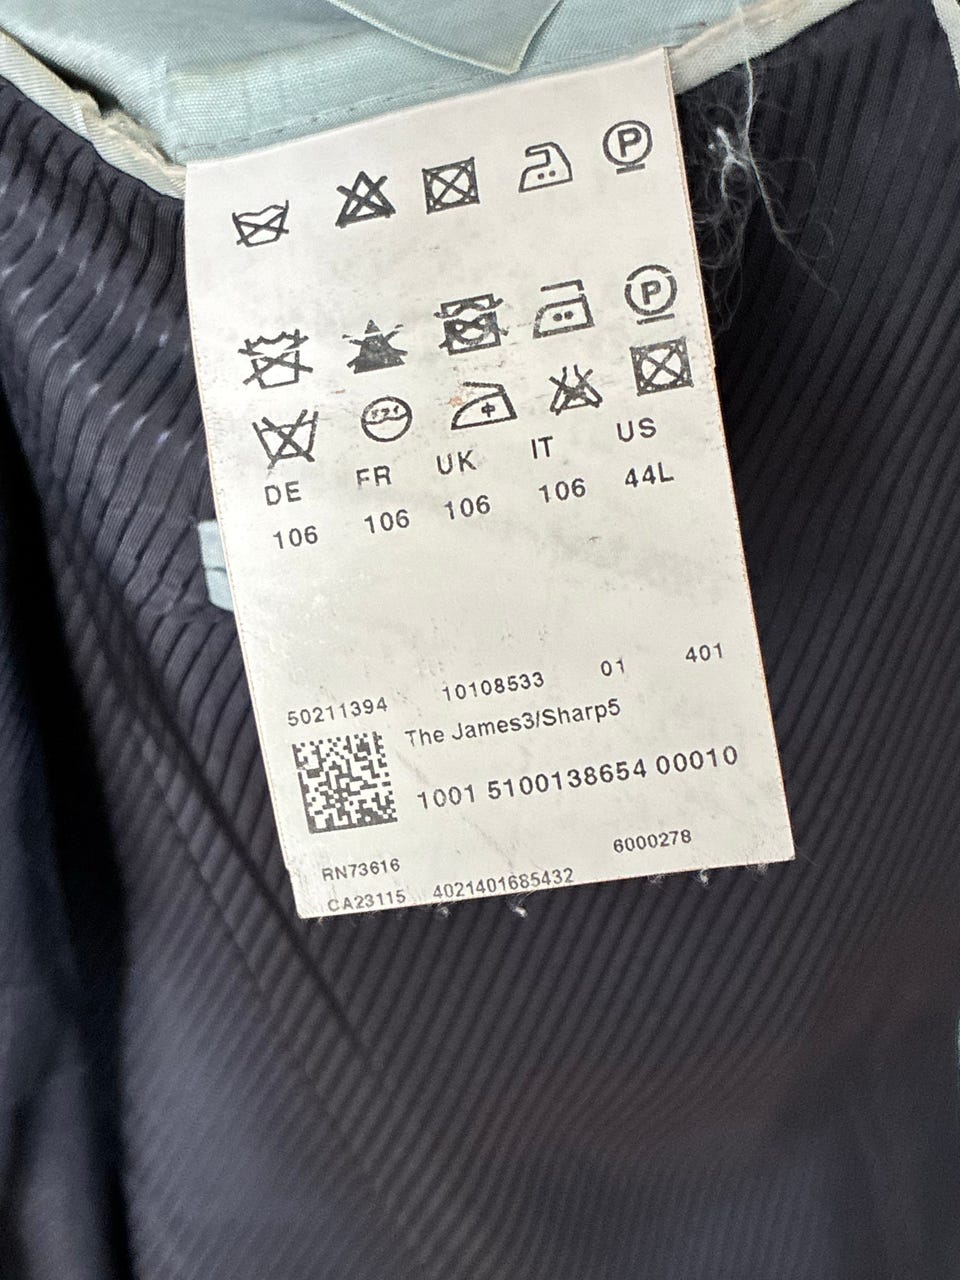 P
P
DE FR UK IT US
106 106 106 106 44L
50211394 10108533 01 401
The James3/Sharp5
1001 5100138654 00010
RN73616 6000278
CA23115 4021401685432